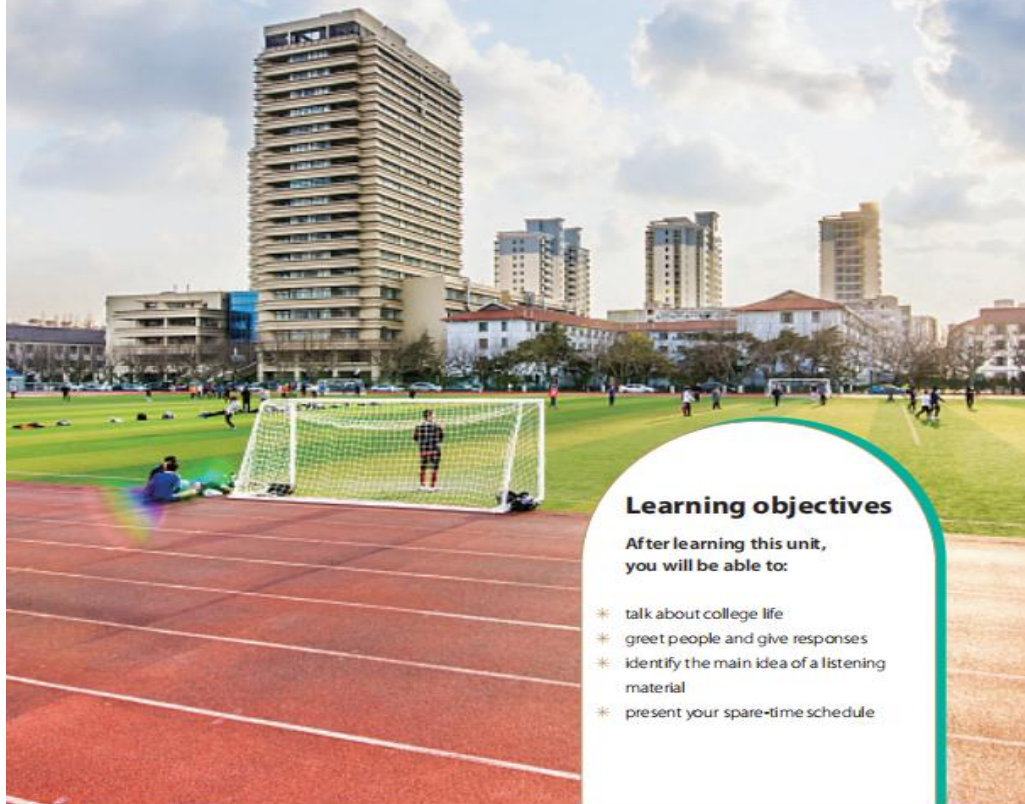 Learning objectives
After learning this unit,
you will be able to:
✳ talk about college life
✳ greet people and give responses
✳ identify the main idea of a listening
material
✳ present your spare-time schedule